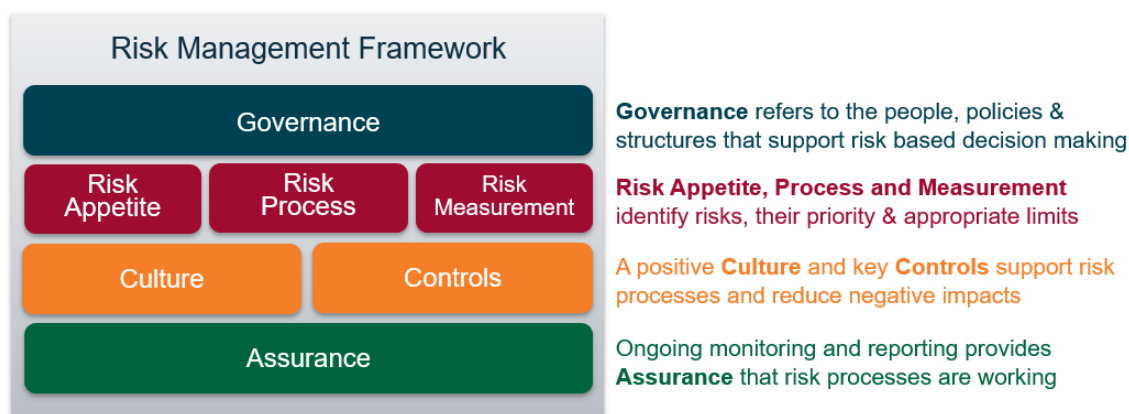 Risk Management Framework
Governance
Governance refers to the people, policies &
structures that support risk based decision making
Risk
Appetite
Risk
Process
Risk
Measurement
Risk Appetite, Process and Measurement
identify risks, their priority & appropriate limits
Culture
Controls
A positive Culture and key Controls support risk
processes and reduce negative impacts
Assurance
Ongoing monitoring and reporting provides
Assurance that risk processes are working